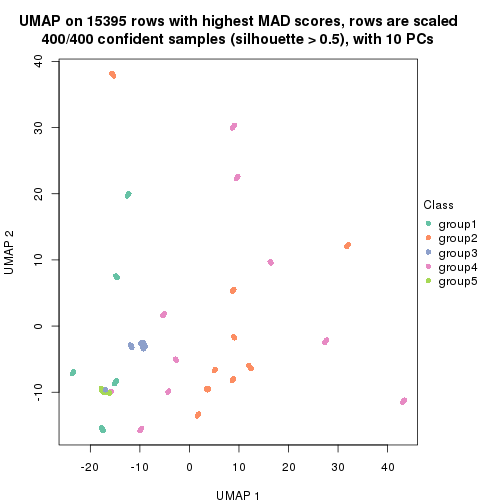 UMAP on 15395 rows with highest MAD scores, rows are scaled
400/400 confident samples (silhouette > 0.5), with 10 PCs
40
30
20
10
0
-10
UMAP 2
-20
-10
0
10
20
30
40
UMAP 1
Class
group1
group2
group3
group4
group5